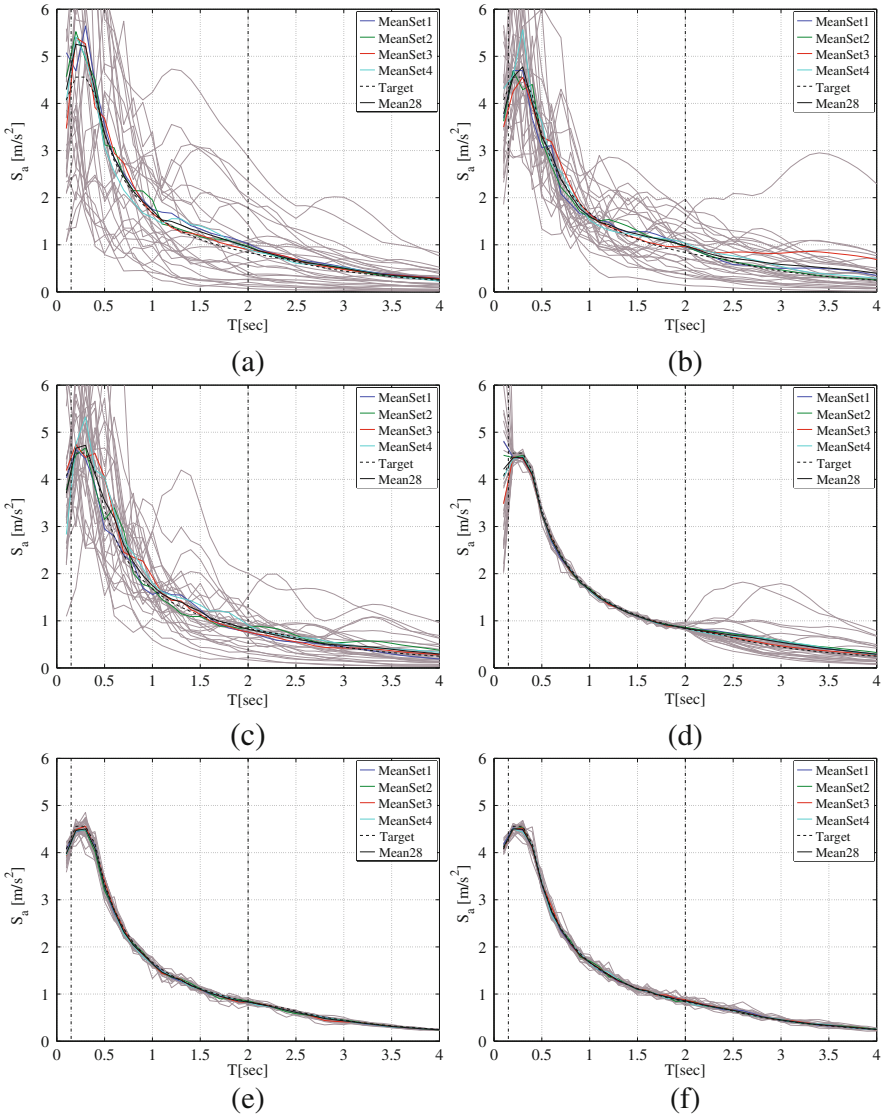 6
5
4
3
2
1
0
S_a [m/s²]
MeanSet1
MeanSet2
MeanSet3
MeanSet4
Target
Mean28
0 0.5 1 1.5 2 2.5 3 3.5 4
T[sec]
(a)
6
5
4
3
2
1
0
S_a [m/s²]
MeanSet1
MeanSet2
MeanSet3
MeanSet4
Target
Mean28
0 0.5 1 1.5 2 2.5 3 3.5 4
T[sec]
(b)
6
5
4
3
2
1
0
S_a [m/s²]
MeanSet1
MeanSet2
MeanSet3
MeanSet4
Target
Mean28
0 0.5 1 1.5 2 2.5 3 3.5 4
T[sec]
(c)
6
5
4
3
2
1
0
S_a [m/s²]
MeanSet1
MeanSet2
MeanSet3
MeanSet4
Target
Mean28
0 0.5 1 1.5 2 2.5 3 3.5 4
T[sec]
(d)
6
5
4
3
2
1
0
S_a [m/s²]
MeanSet1
MeanSet2
MeanSet3
MeanSet4
Target
Mean28
0 0.5 1 1.5 2 2.5 3 3.5 4
T[sec]
(e)
6
5
4
3
2
1
0
S_a [m/s²]
MeanSet1
MeanSet2
MeanSet3
MeanSet4
Target
Mean28
0 0.5 1 1.5 2 2.5 3 3.5 4
T[sec]
(f)